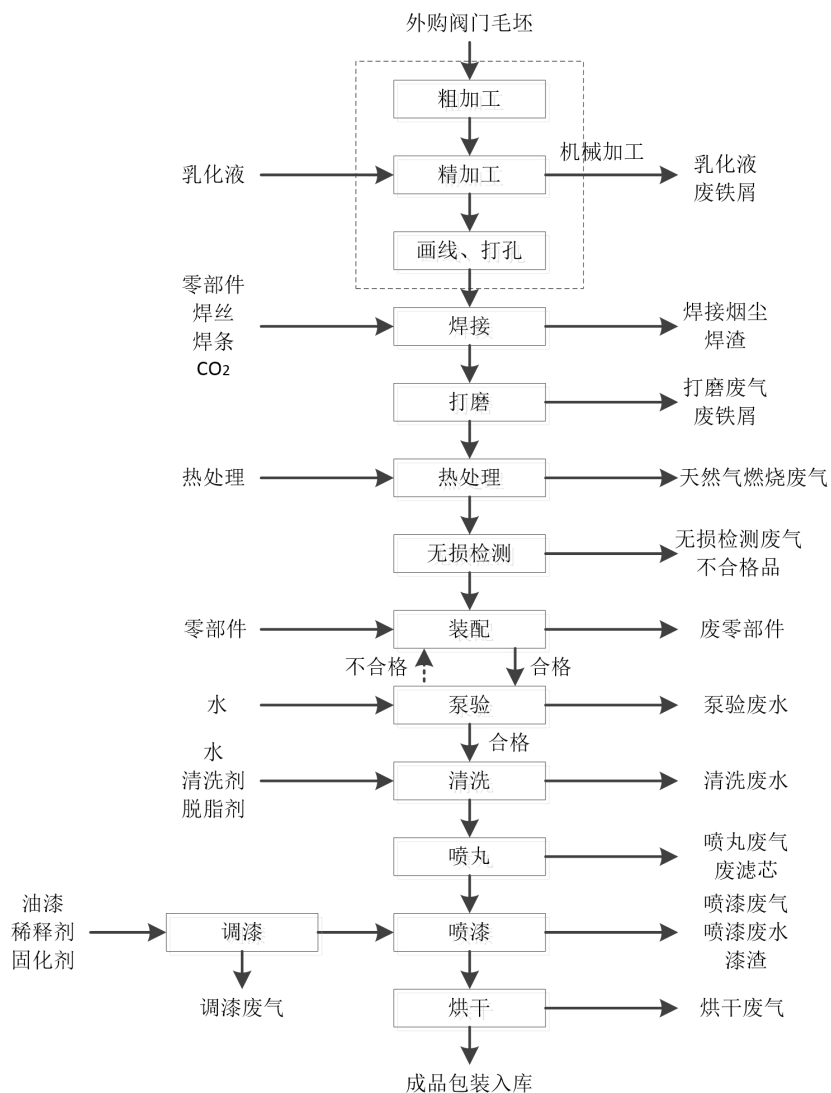 外购阀门毛坯
粗加工
机械加工
乳化液
精加工
乳化液
废铁屑
画线、打孔
零部件
焊丝
焊条
CO₂
焊接
焊接烟尘
焊渣
打磨
打磨废气
废铁屑
热处理
热处理
天然气燃烧废气
无损检测
无损检测废气
不合格品
零部件
装配
废零部件
不合格
合格
水
泵验
泵验废水
合格
水
清洗剂
脱脂剂
清洗
清洗废水
喷丸
喷丸废气
废滤芯
油漆
稀释剂
固化剂
调漆
喷漆
喷漆废气
喷漆废水
漆渣
调漆废气
烘干
烘干废气
成品包装入库